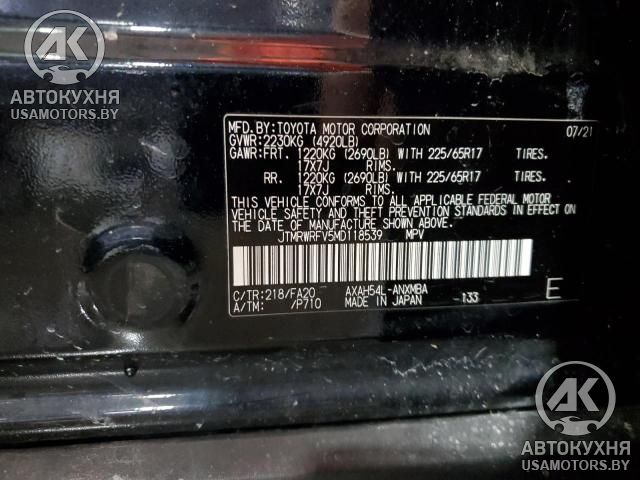 АК
АВТОКУХНЯ
USAMOTORS.BY
MFD.BY:TOYOTA MOTOR CORPORATION 07/21
GVWR:2230KG (4920LB)
GAWR:FRT. 1220KG (2690LB) WITH 225/65R17 TIRES.
17X7J RIMS.
RR. 1220KG (2690LB) WITH 225/65R17 TIRES.
17X7J RIMS.
THIS VEHICLE CONFORMS TO ALL APPLICABLE FEDERAL MOTOR
VEHICLE SAFETY AND THEFT PREVENTION STANDARDS IN EFFECT
ON THE DATE OF MANUFACTURE SHOWN ABOVE.
JTMRWRFV5MD118539 MPV
C/TR:218/FA20 AXAH54L-ANXMBA
A/TM: /P710 MADE IN JAPAN 133 E
АК
АВТОКУХНЯ
USAMOTORS.BY